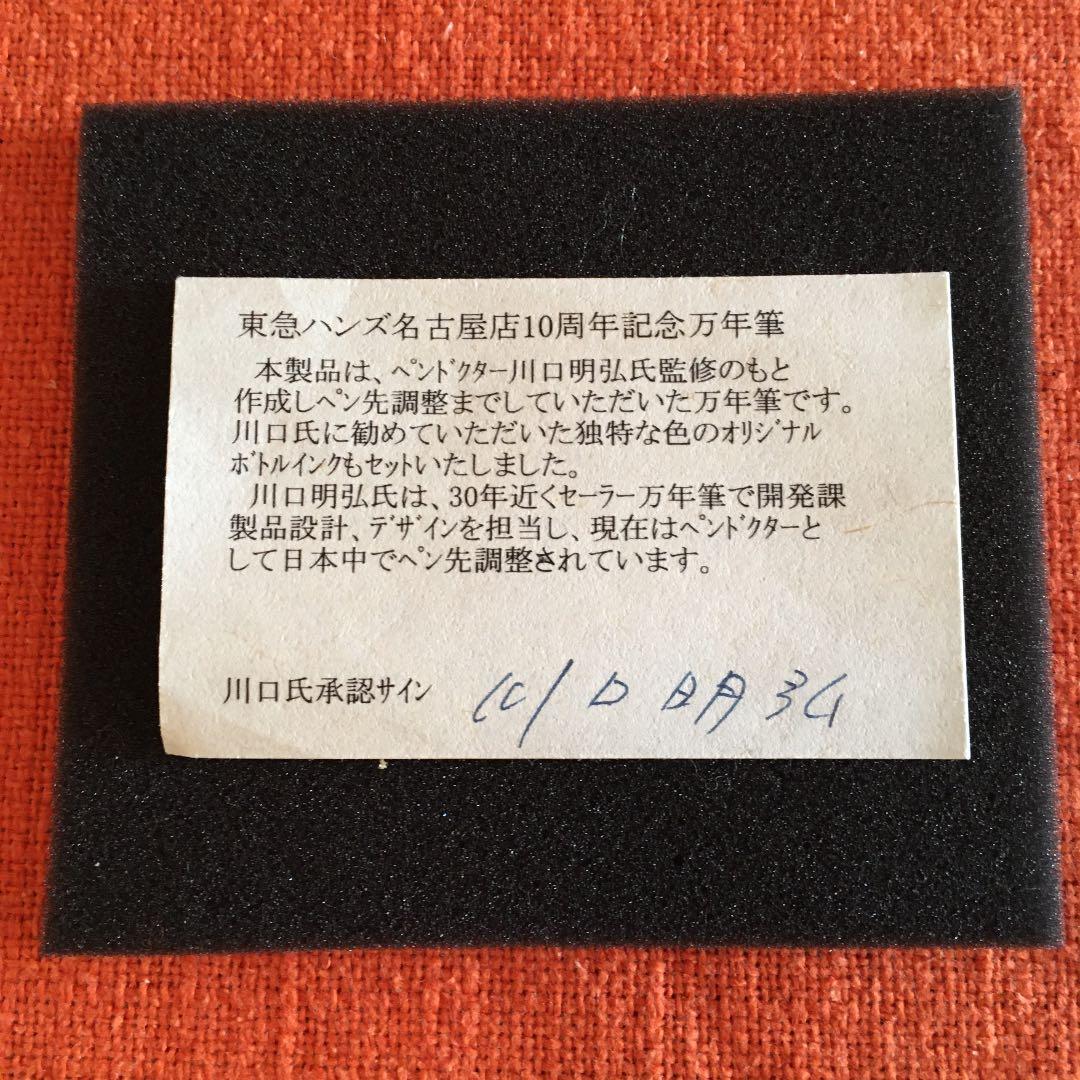 東急ハンズ名古屋店10周年記念万年筆
本製品は、ﾍﾟﾝﾄﾞｸﾀｰ川口明弘氏監修のもと
作成しﾍﾟﾝ先調整までしていただいた万年筆です。
川口氏に勧めていただいた独特な色のｵﾘｼﾞﾅﾙ
ﾎﾞﾄﾙｲﾝｸもｾｯﾄいたしました。
川口明弘氏は、30年近くｾｰﾗｰ万年筆で開発課
製品設計、ﾃﾞｻﾞｲﾝを担当し、現在はﾍﾟﾝﾄﾞｸﾀｰと
して日本中でﾍﾟﾝ先調整されています。
川口氏承認ｻｲﾝ 川口明弘